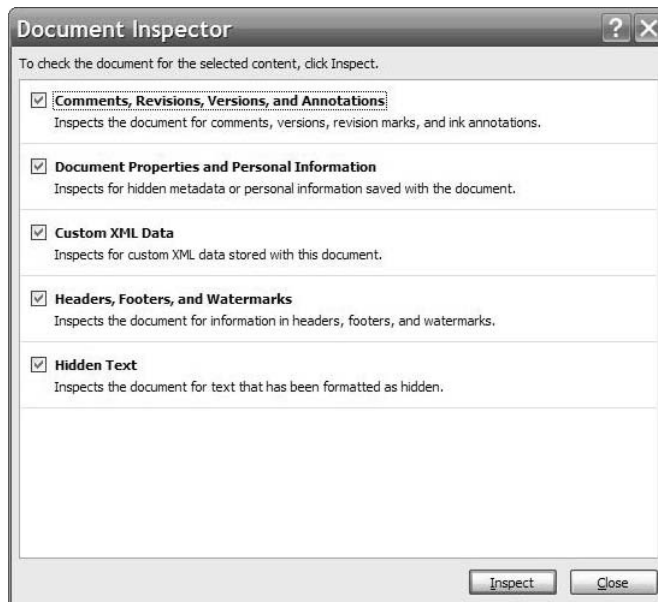 Document Inspector
To check the document for the selected content, click Inspect.
Comments, Revisions, Versions, and Annotations
Inspects the document for comments, versions, revision marks, and ink annotations.
Document Properties and Personal Information
Inspects for hidden metadata or personal information saved with the document.
Custom XML Data
Inspects for custom XML data stored with this document.
Headers, Footers, and Watermarks
Inspects the document for information in headers, footers, and watermarks.
Hidden Text
Inspects the document for text that has been formatted as hidden.
Inspect Close